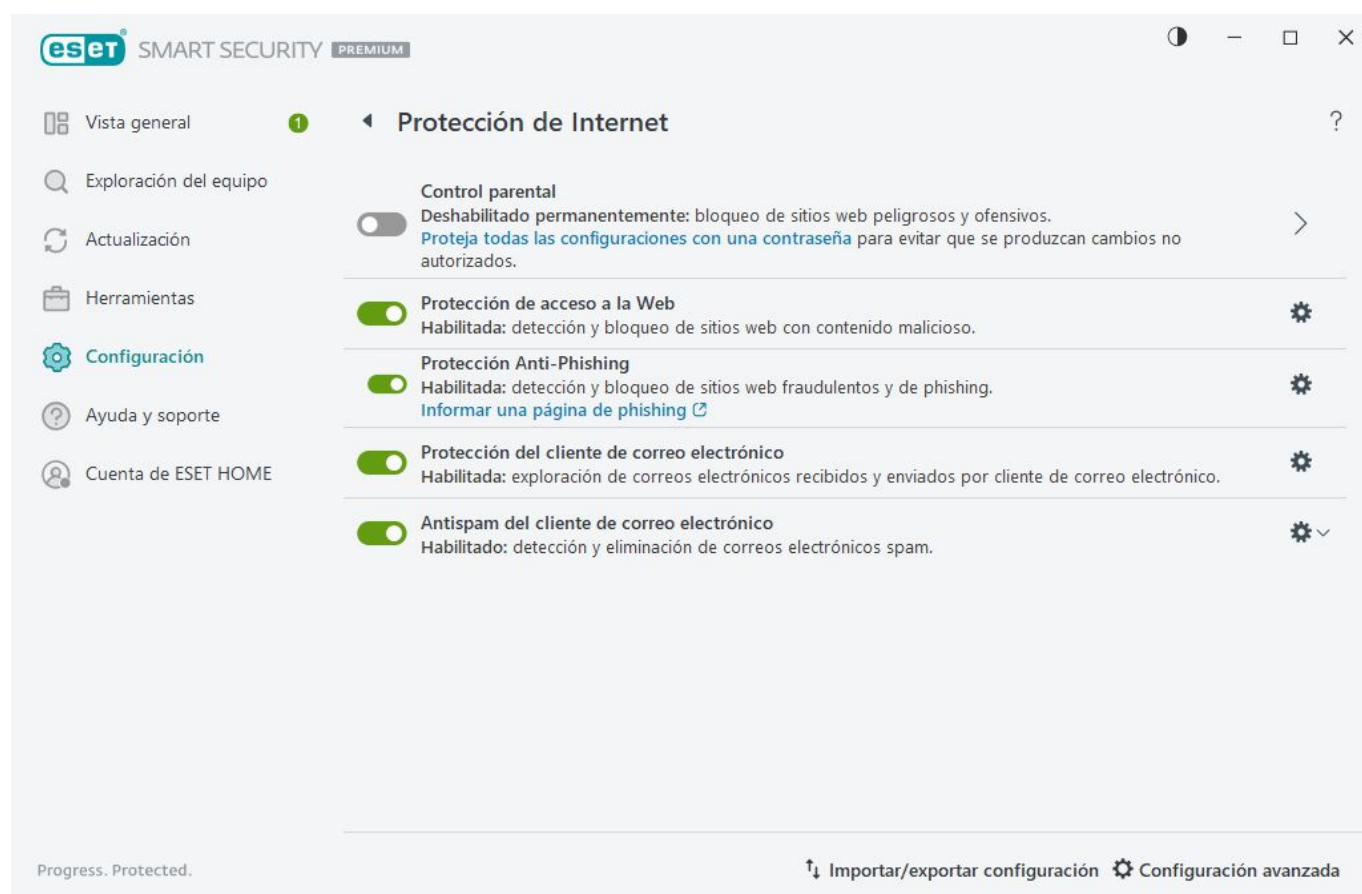 eset SMART SECURITY PREMIUM
Vista general 1
Exploración del equipo
Actualización
Herramientas
Configuración
Ayuda y soporte
Cuenta de ESET HOME
Protección de Internet ?
Control parental
Deshabilitado permanentemente: bloqueo de sitios web peligrosos y ofensivos.
Proteja todas las configuraciones con una contraseña para evitar que se produzcan cambios no
autorizados.
Protección de acceso a la Web
Habilitada: detección y bloqueo de sitios web con contenido malicioso.
Protección Anti-Phishing
Habilitada: detección y bloqueo de sitios web fraudulentos y de phishing.
Informar una página de phishing
Protección del cliente de correo electrónico
Habilitada: exploración de correos electrónicos recibidos y enviados por cliente de correo electrónico.
Antispam del cliente de correo electrónico
Habilitado: detección y eliminación de correos electrónicos spam.
Progress. Protected.
Importar/exportar configuración Configuración avanzada